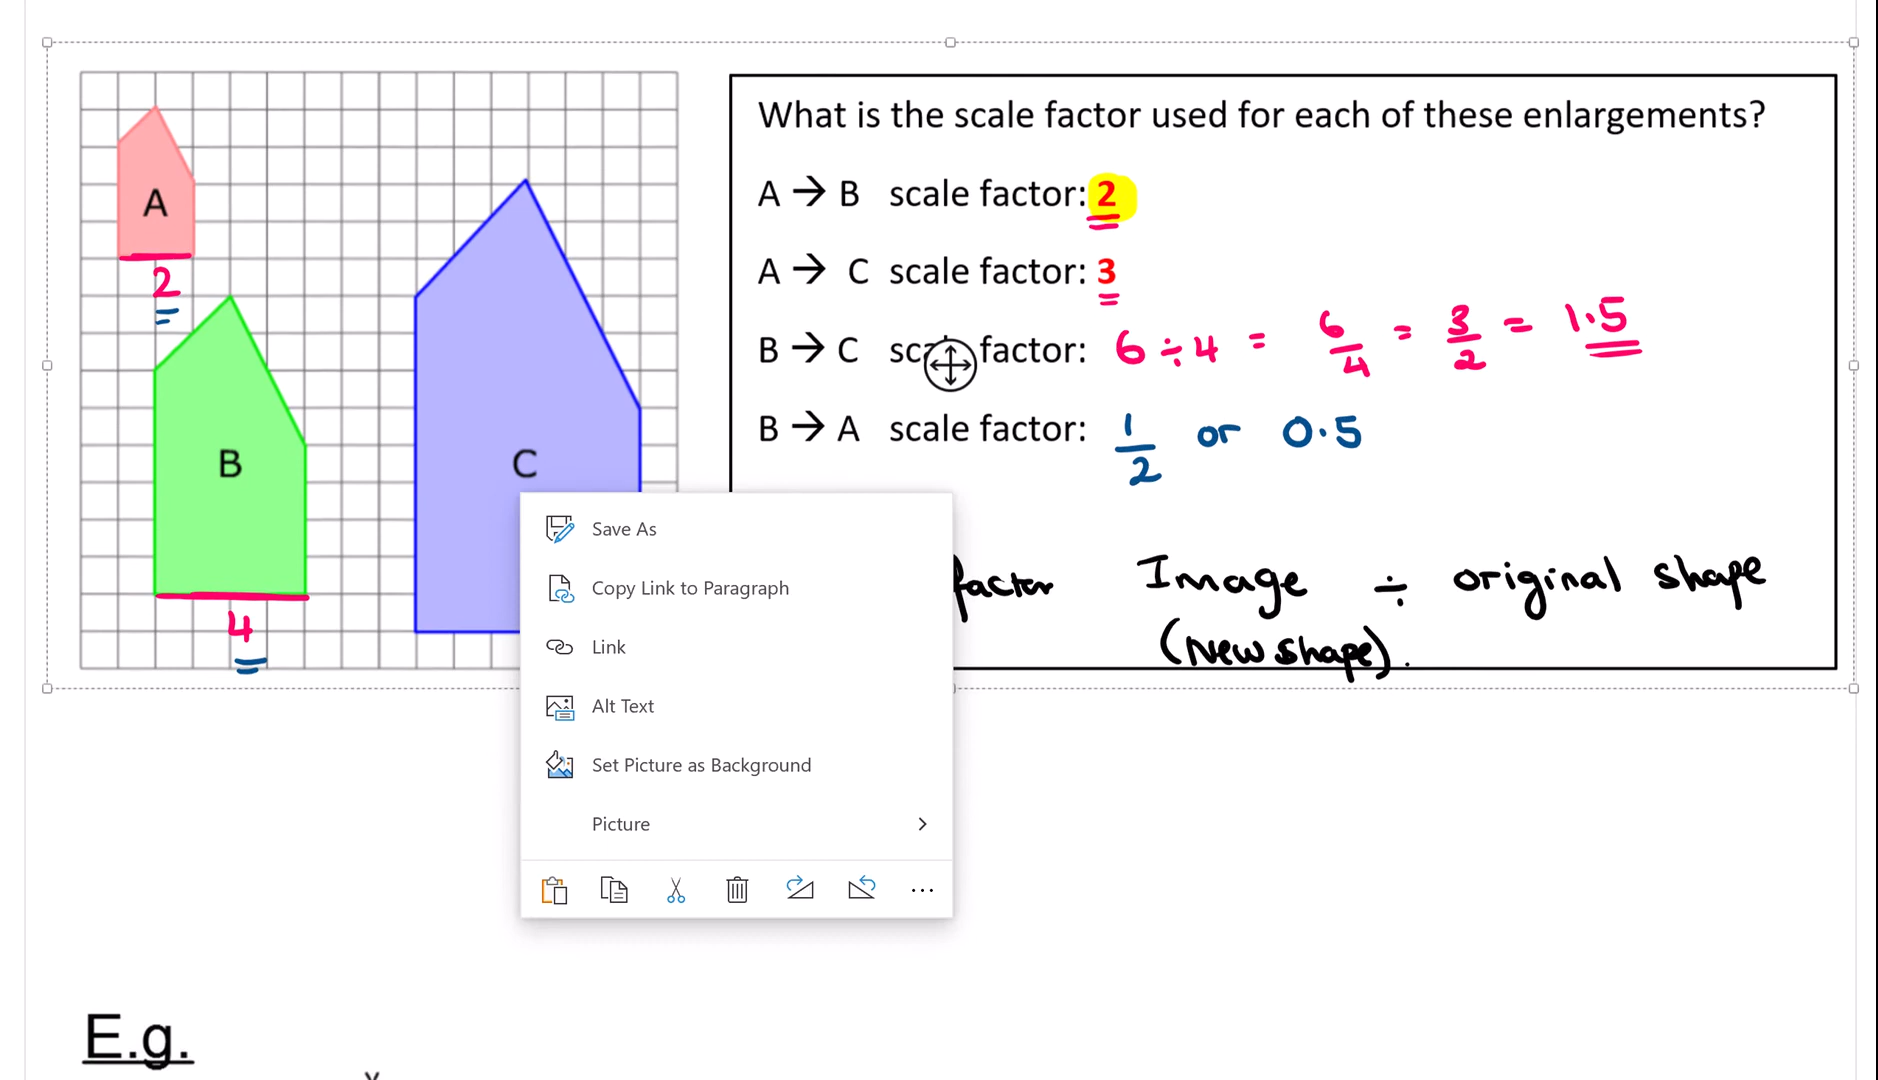 What is the scale factor used for each of these enlargements?
A → B scale factor: 2
A → C scale factor: 3
B → C factor: 6 ÷ 4 = 6/4 = 3/2 = 1.5
B → A scale factor: 1/2 or 0.5
factor Image ÷ original shape
(New shape).
A
2
B
4
C
Save As
Copy Link to Paragraph
Link
Alt Text
Set Picture as Background
Picture
E.g.